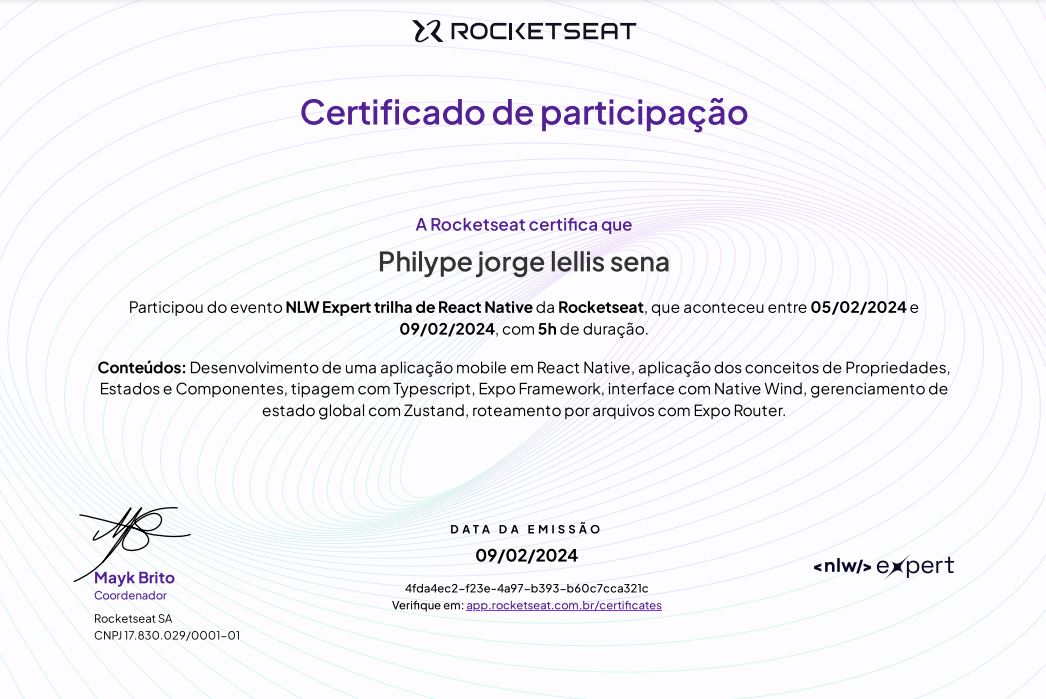 ROCKETSEAT
Certificado de participação
A Rocketseat certifica que
Philype jorge lellis sena
Participou do evento NLW Expert trilha de React Native da Rocketseat, que aconteceu entre 05/02/2024 e
09/02/2024, com 5h de duração.
Conteúdos: Desenvolvimento de uma aplicação mobile em React Native, aplicação dos conceitos de Propriedades,
Estados e Componentes, tipagem com Typescript, Expo Framework, interface com Native Wind, gerenciamento de
estado global com Zustand, roteamento por arquivos com Expo Router.
Mayk Brito
Coordenador
Rocketseat SA
CNPJ 17.830.029/0001-01
DATA DA EMISSÃO
09/02/2024
4fda4ec2-f23e-4a97-b393-b60c7cca321c
Verifique em: app.rocketseat.com.br/certificates
<nlw/> expert